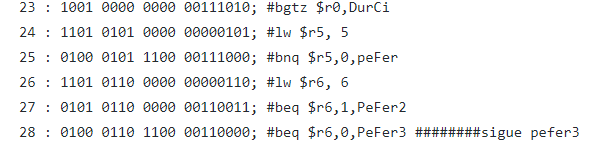 23 : 1001 0000 0000 00111010; #bgtz $r0,DurCi
24 : 1101 0101 0000 00000101; #lw $r5, 5
25 : 0100 0101 1100 00111000; #bnq $r5,0,peFer
26 : 1101 0110 0000 00000110; #lw $r6, 6
27 : 0101 0110 0000 00110011; #beq $r6,1,PeFer2
28 : 0100 0110 1100 00110000; #beq $r6,0,PeFer3 ########sigue pefer3